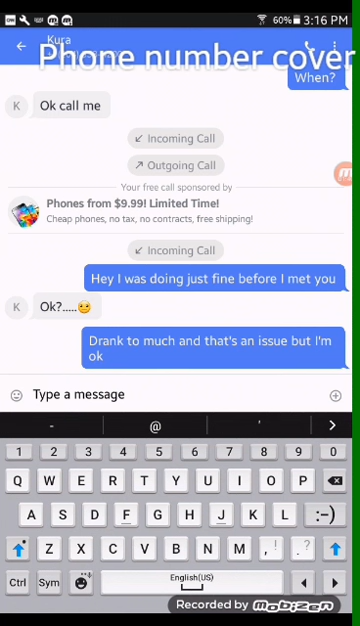 60% 3:16 PM
Kura
Phone number cover
When?
K Ok call me
↙ Incoming Call
↗ Outgoing Call
Your free call sponsored by
Phones from $9.99! Limited Time!
Cheap phones, no tax, no contracts, free shipping!
↙ Incoming Call
Hey I was doing just fine before I met you
K Ok?.....😕
Drank to much and that's an issue but I'm
ok
Type a message
- @ ' >
1 2 3 4 5 6 7 8 9 0
Q W E R T Y U I O P
A S D F G H J K L :-)
Z X C V B N M , ! . ?
Ctrl Sym English(US)
Recorded by mobizen